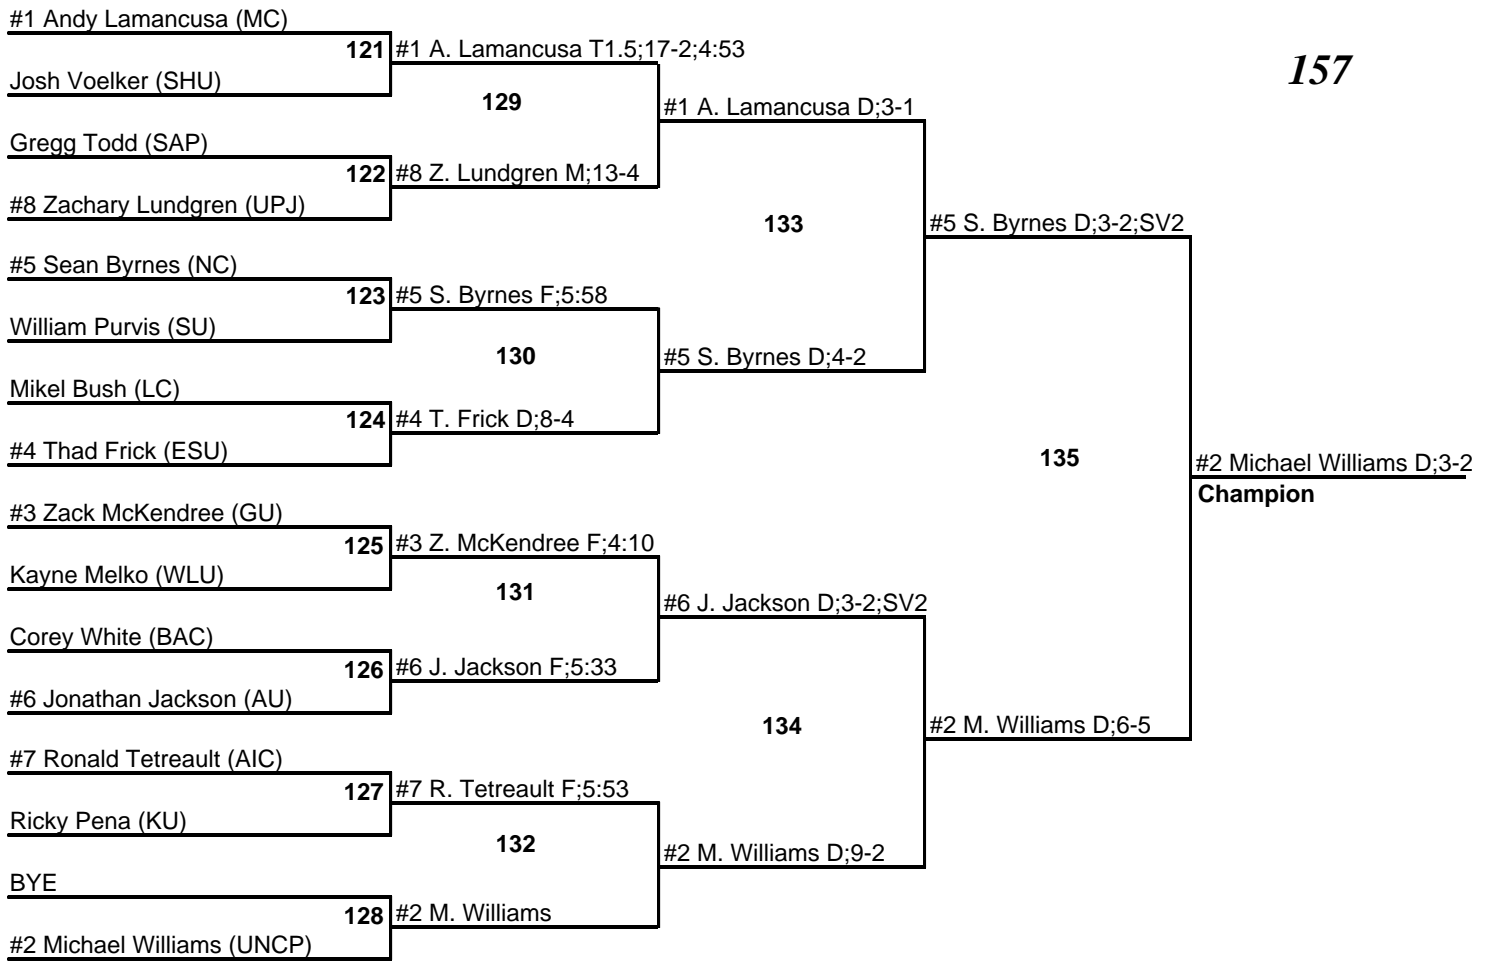 #1 Andy Lamancusa (MC)
121 #1 A. Lamancusa T1.5;17-2;4:53
157
Josh Voelker (SHU)
129
#1 A. Lamancusa D;3-1
Gregg Todd (SAP)
122 #8 Z. Lundgren M;13-4
#8 Zachary Lundgren (UPJ)
133
#5 S. Byrnes D;3-2;SV2
#5 Sean Byrnes (NC)
123 #5 S. Byrnes F;5:58
William Purvis (SU)
130
#5 S. Byrnes D;4-2
Mikel Bush (LC)
124 #4 T. Frick D;8-4
#4 Thad Frick (ESU)
135
#2 Michael Williams D;3-2
Champion
#3 Zack McKendree (GU)
125 #3 Z. McKendree F;4:10
Kayne Melko (WLU)
131
#6 J. Jackson D;3-2;SV2
Corey White (BAC)
126 #6 J. Jackson F;5:33
#6 Jonathan Jackson (AU)
134
#2 M. Williams D;6-5
#7 Ronald Tetreault (AIC)
127 #7 R. Tetreault F;5:53
Ricky Pena (KU)
132
#2 M. Williams D;9-2
BYE
128 #2 M. Williams
#2 Michael Williams (UNCP)